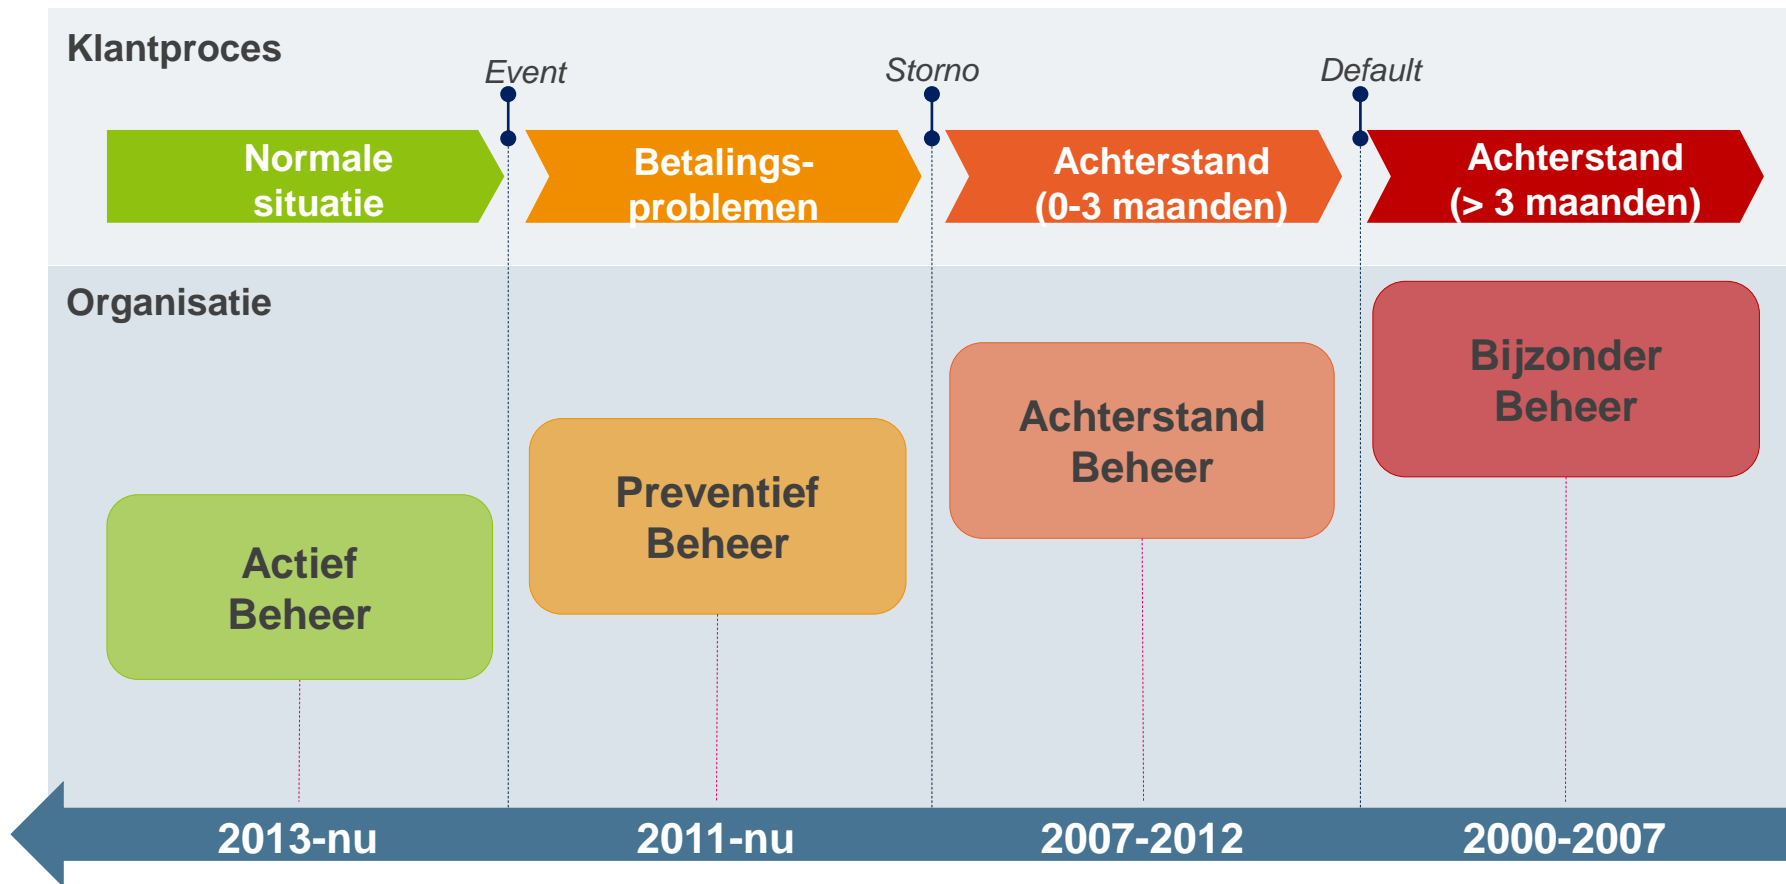 Klantproces
Event
Storno
Default
Normale
situatie
Betalings-
problemen
Achterstand
(0-3 maanden)
Achterstand
(> 3 maanden)
Organisatie
Actief
Beheer
Preventief
Beheer
Achterstand
Beheer
Bijzonder
Beheer
2013-nu
2011-nu
2007-2012
2000-2007